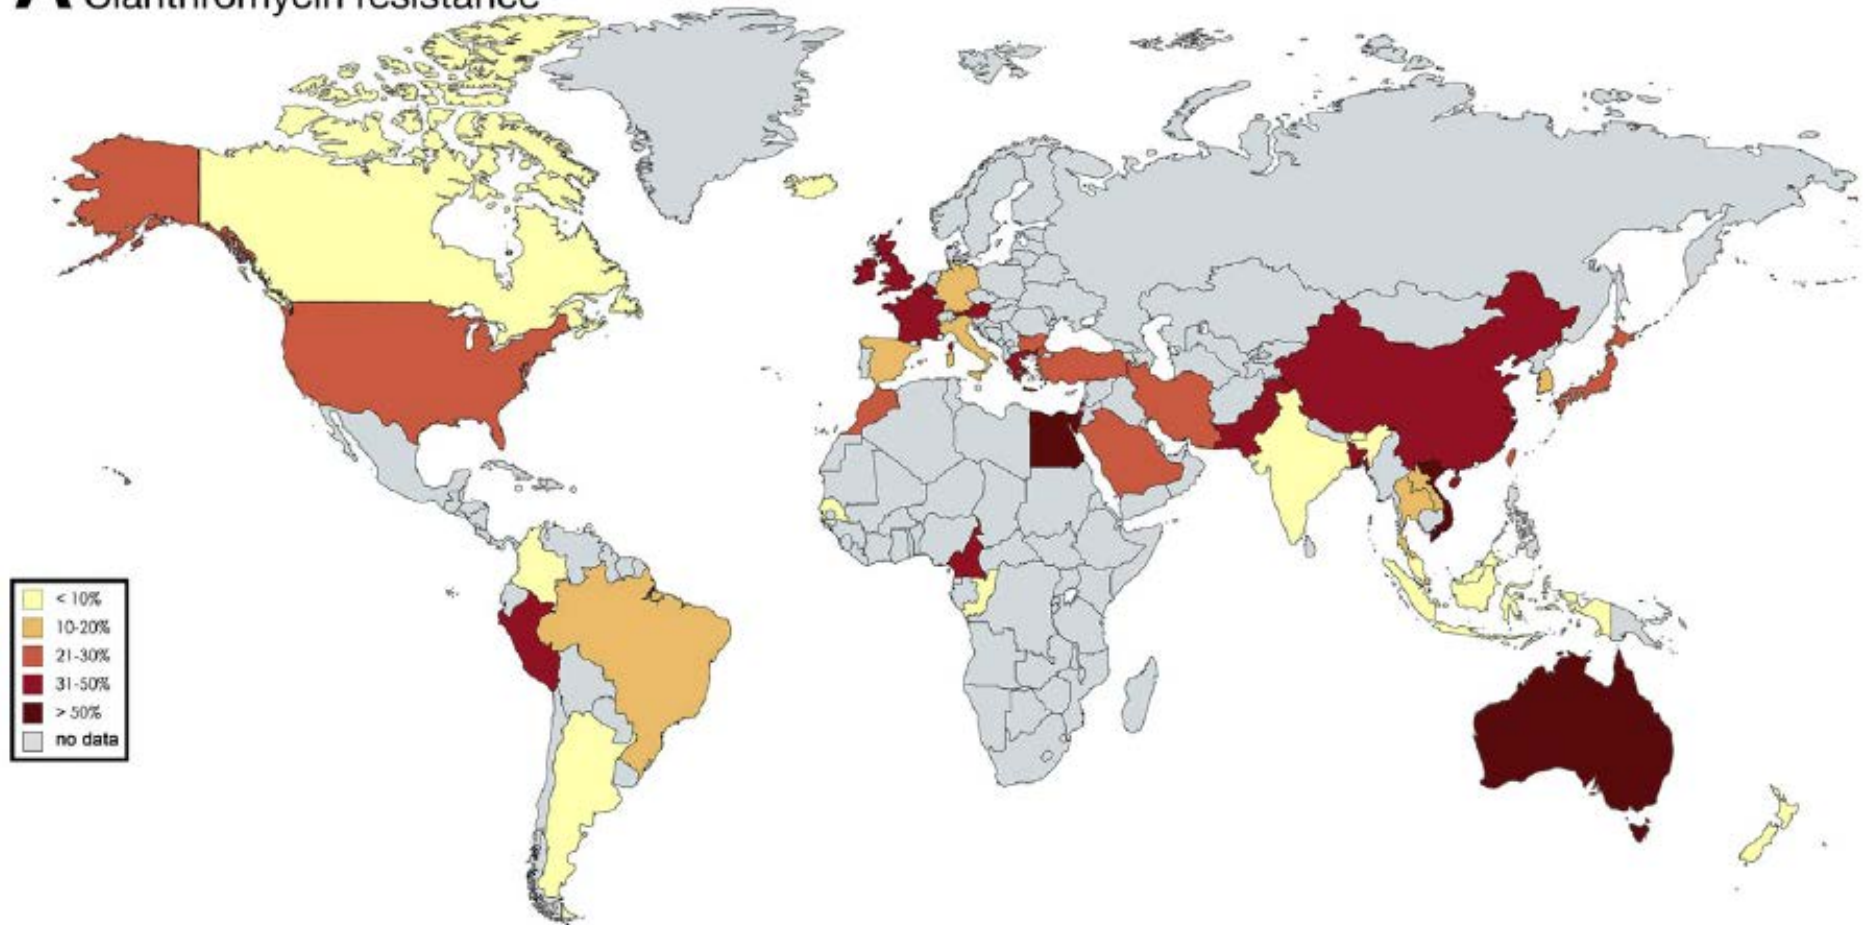 A Clarithromycin resistance
< 10%
10-20%
21-30%
31-50%
> 50%
no data